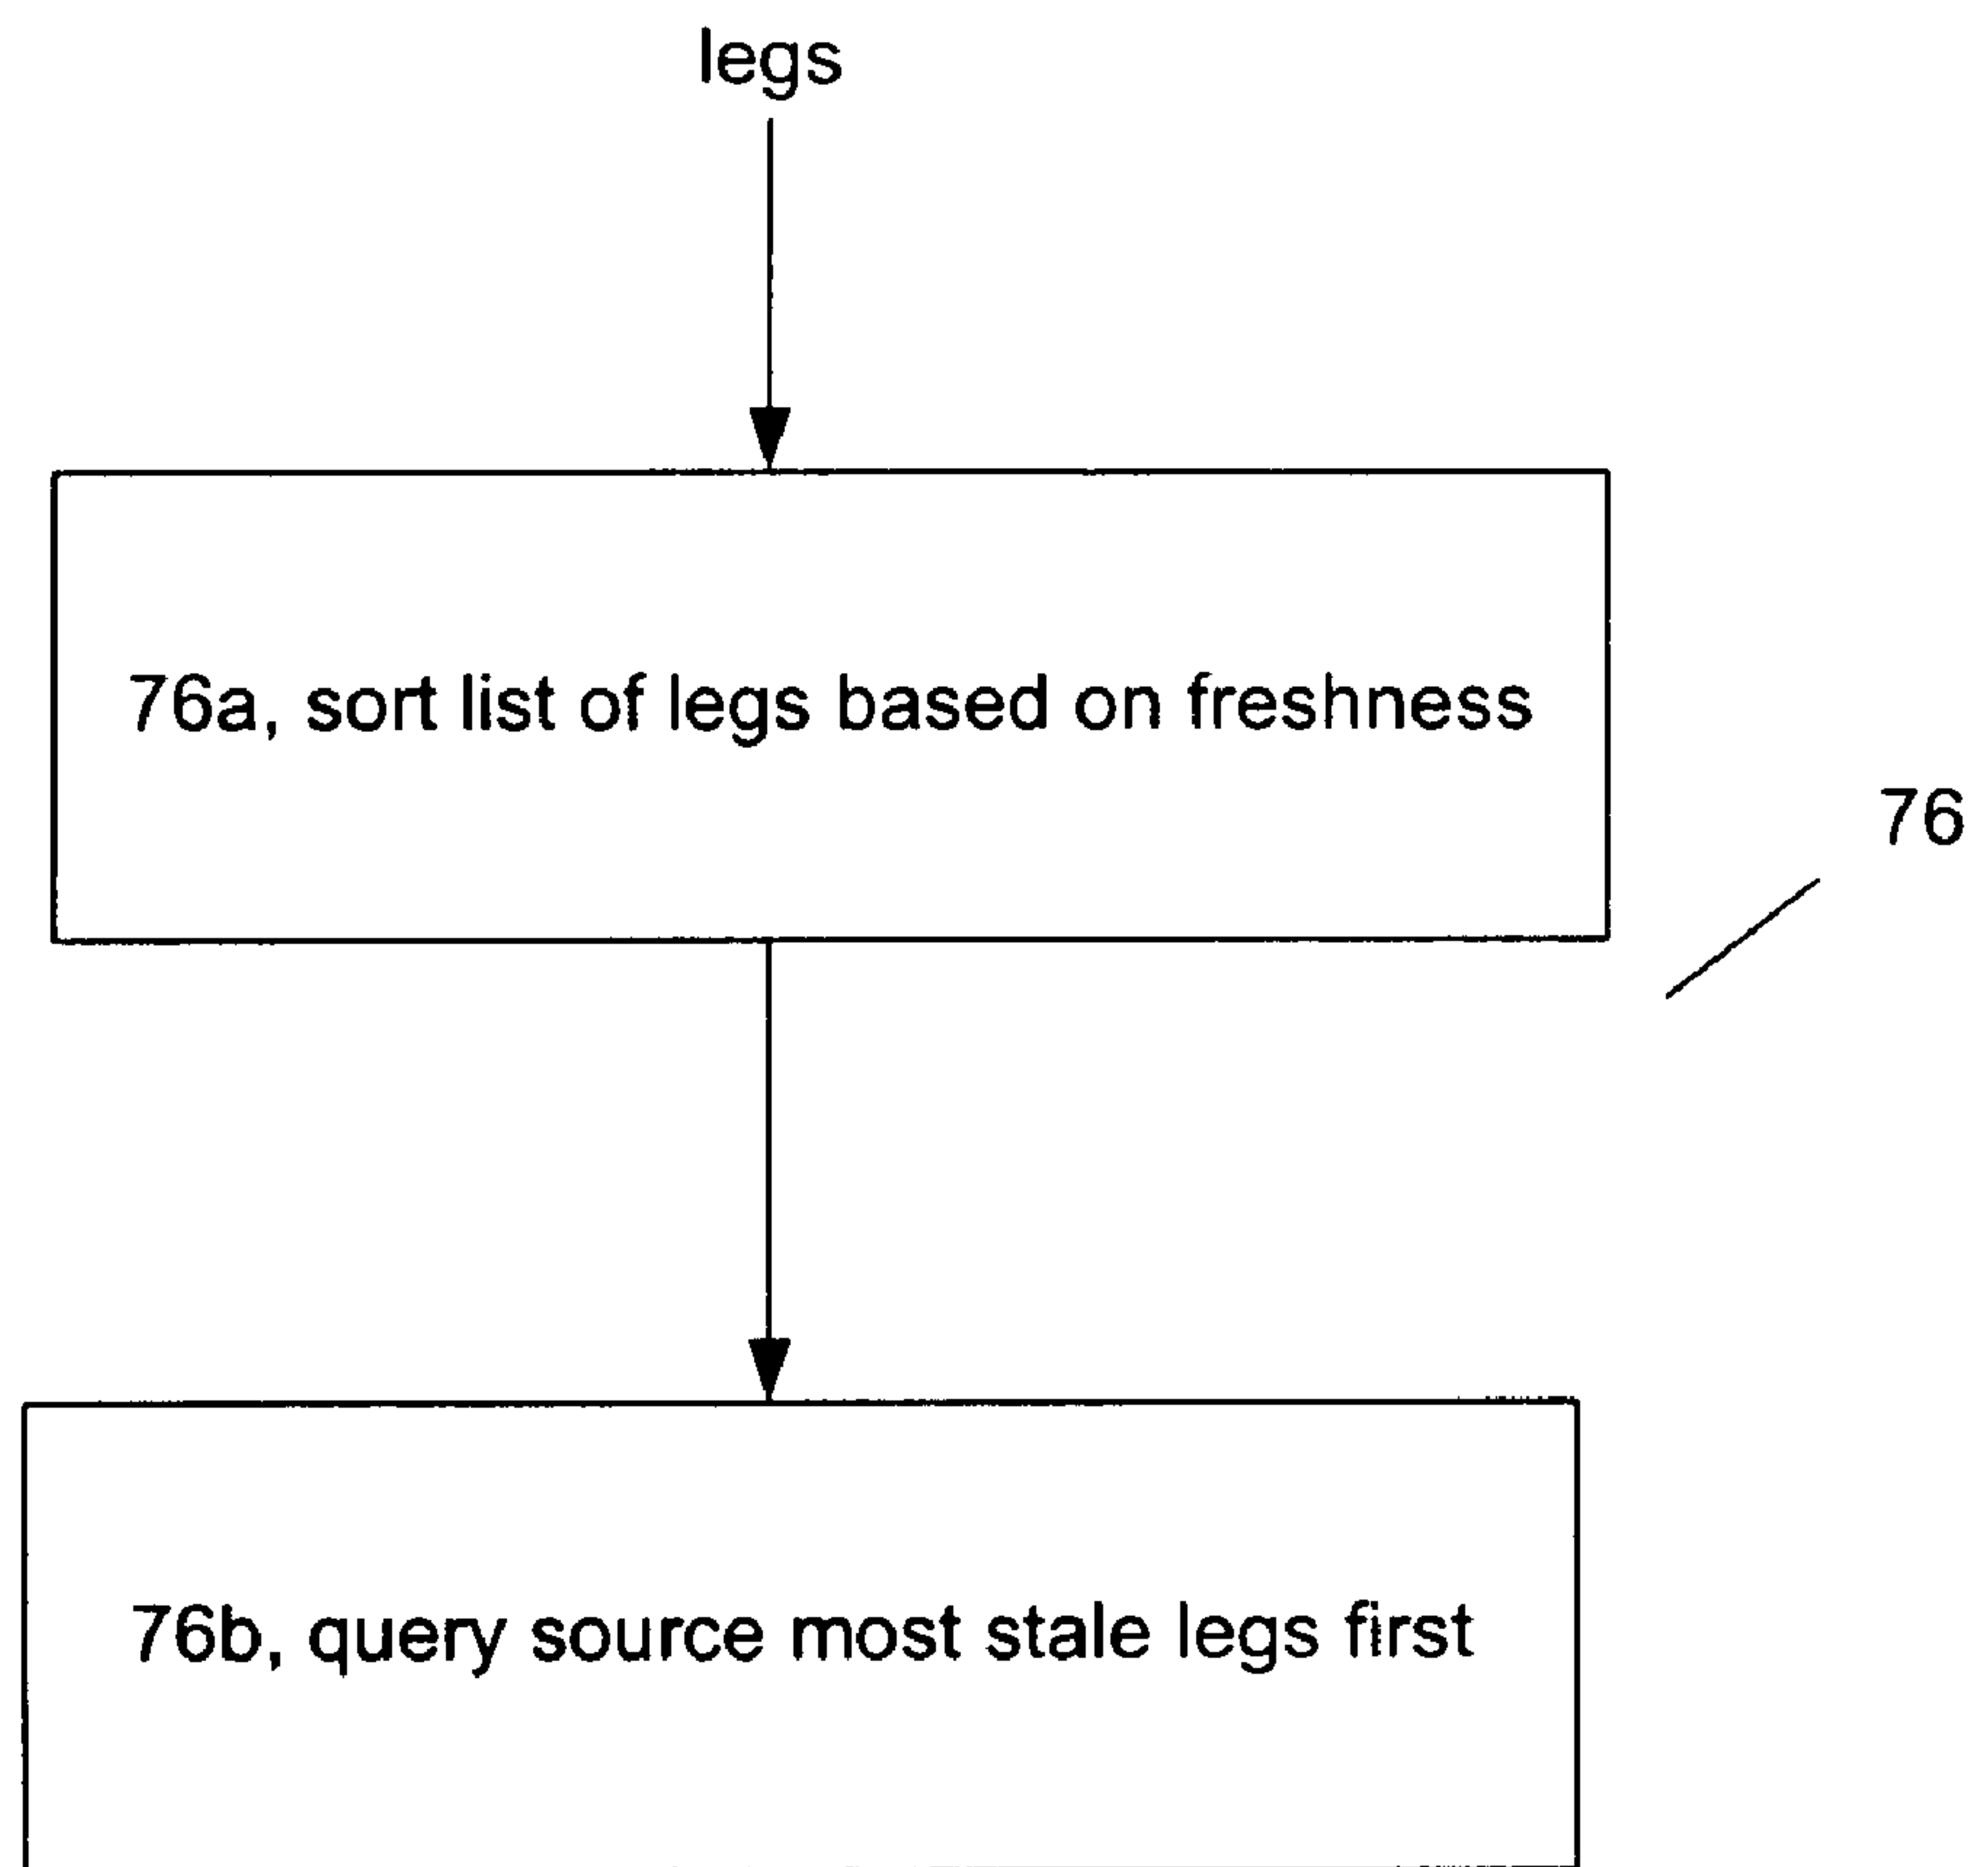 legs
76a, sort list of legs based on freshness
76
76b, query source most stale legs first